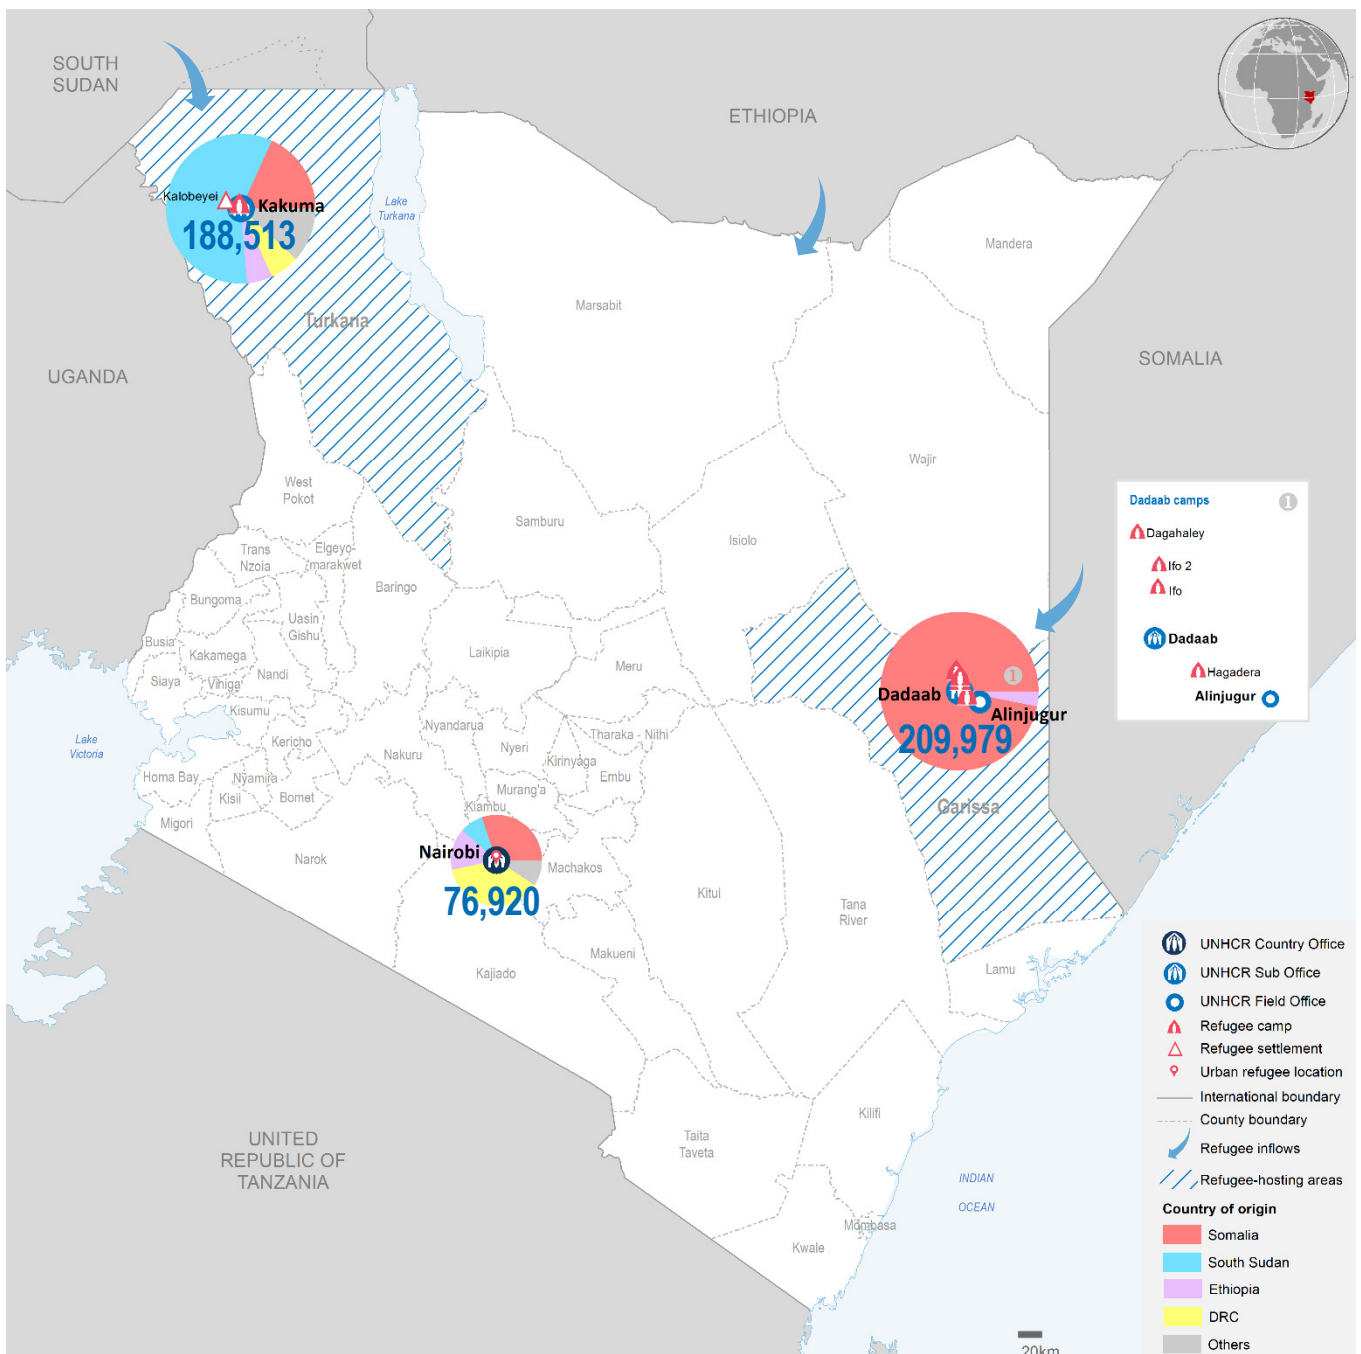 SOUTH
SUDAN
ETHIOPIA
Kalobeyei
Kakuma
188,513
Lake
Turkana
Mandera
Marsabit
Turkana
UGANDA
SOMALIA
Wajir
West
Pokot
Dadaab camps
1
Dagahaley
Ifo 2
Ifo
Dadaab
Hagadera
Alinjugur
Samburu
Isiolo
Trans
Nzoia
Elgeyo-
marakwet
Baringo
Bungoma
Uasin
Gishu
Busia
Kakamega
Laikipia
Meru
Siaya
Vihiga
Nandi
1
Dadaab
Alinjugur
209,979
Kisumu
Nyandarua
Tharaka - Nithi
Lake
Victoria
Kericho
Nakuru
Nyeri
Kirinyaga
Embu
Homa Bay
Nyamira
Murang'a
Kisii
Bomet
Kiambu
Garissa
Migori
Narok
Nairobi
76,920
Machakos
Kitui
Tana
River
Makueni
Kajiado
Lamu
UNHCR Country Office
UNHCR Sub Office
UNHCR Field Office
Refugee camp
Refugee settlement
Urban refugee location
International boundary
County boundary
Refugee inflows
Refugee-hosting areas
Kilifi
Taita
Taveta
UNITED
REPUBLIC OF
TANZANIA
INDIAN
OCEAN
Mombasa
Kwale
Country of origin
Somalia
South Sudan
Ethiopia
DRC
Others
20km